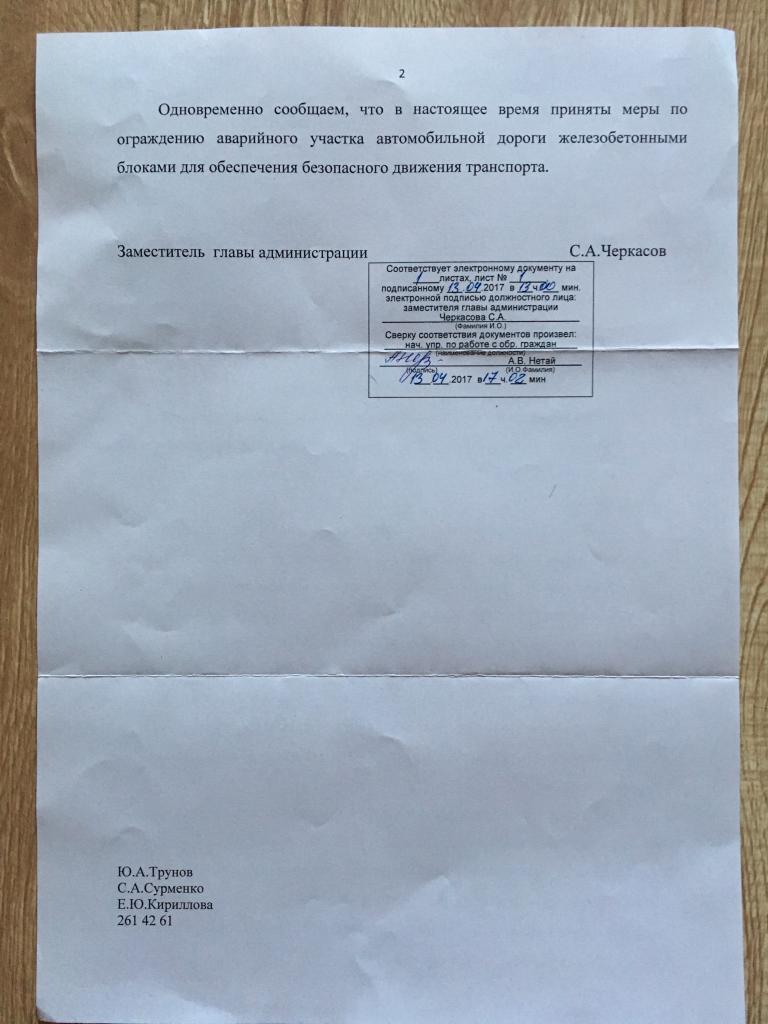 2
Одновременно сообщаем, что в настоящее время приняты меры по
ограждению аварийного участка автомобильной дороги железобетонными
блоками для обеспечения безопасного движения транспорта.
Заместитель главы администрации С.А.Черкасов
Соответствует электронному документу на
1 листах, лист № 1
подписанному 13.04.2017 в 13 ч 00 мин.
электронной подписью должностного лица:
заместителя главы администрации
Черкасова С.А.
(Фамилия И.О.)
Сверку соответствия документов произвел:
нач. упр. по работе с обр. граждан
(наименование должности)
А.В. Нетай
(подпись) (И.О.Фамилия)
13 04 2017 в 17 ч. 02 мин
Ю.А.Трунов
С.А.Сурменко
Е.Ю.Кириллова
261 42 61